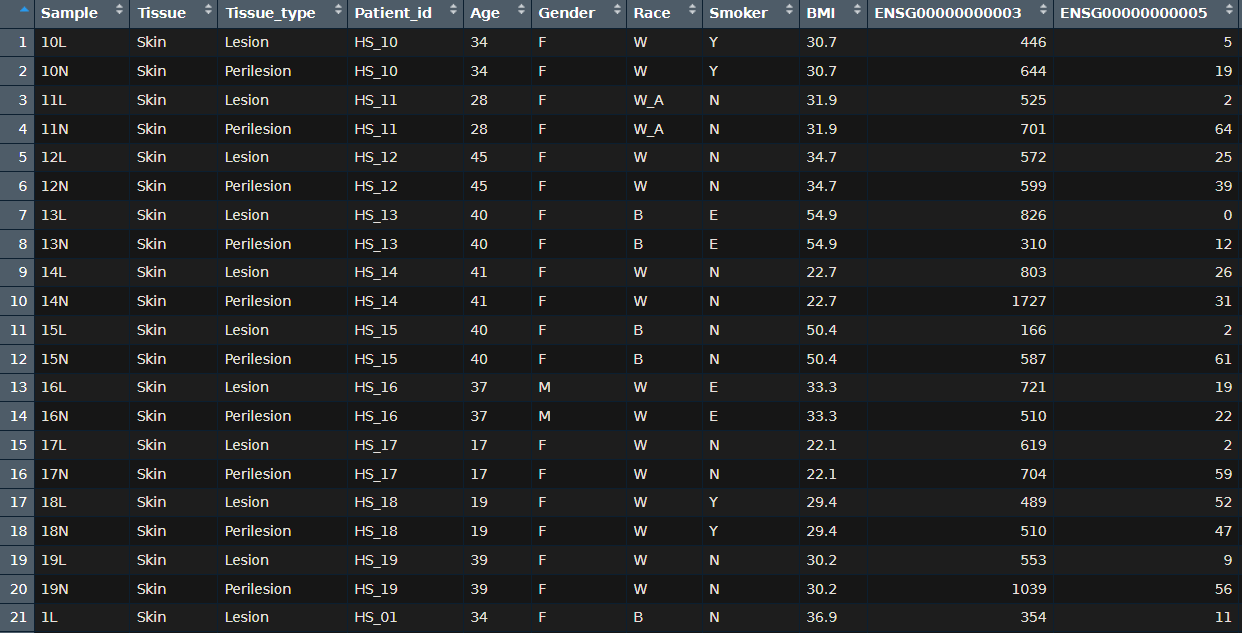 Sample Tissue Tissue_type Patient_id Age Gender Race Smoker BMI ENSG00000000003 ENSG00000000005
1 10L Skin Lesion HS_10 34 F W Y 30.7 446 5
2 10N Skin Perilesion HS_10 34 F W Y 30.7 644 19
3 11L Skin Lesion HS_11 28 F W_A N 31.9 525 2
4 11N Skin Perilesion HS_11 28 F W_A N 31.9 701 64
5 12L Skin Lesion HS_12 45 F W N 34.7 572 25
6 12N Skin Perilesion HS_12 45 F W N 34.7 599 39
7 13L Skin Lesion HS_13 40 F B E 54.9 826 0
8 13N Skin Perilesion HS_13 40 F B E 54.9 310 12
9 14L Skin Lesion HS_14 41 F W N 22.7 803 26
10 14N Skin Perilesion HS_14 41 F W N 22.7 1727 31
11 15L Skin Lesion HS_15 40 F B N 50.4 166 2
12 15N Skin Perilesion HS_15 40 F B N 50.4 587 61
13 16L Skin Lesion HS_16 37 M W E 33.3 721 19
14 16N Skin Perilesion HS_16 37 M W E 33.3 510 22
15 17L Skin Lesion HS_17 17 F W N 22.1 619 2
16 17N Skin Perilesion HS_17 17 F W N 22.1 704 59
17 18L Skin Lesion HS_18 19 F W Y 29.4 489 52
18 18N Skin Perilesion HS_18 19 F W Y 29.4 510 47
19 19L Skin Lesion HS_19 39 F W N 30.2 553 9
20 19N Skin Perilesion HS_19 39 F W N 30.2 1039 56
21 1L Skin Lesion HS_01 34 F B N 36.9 354 11